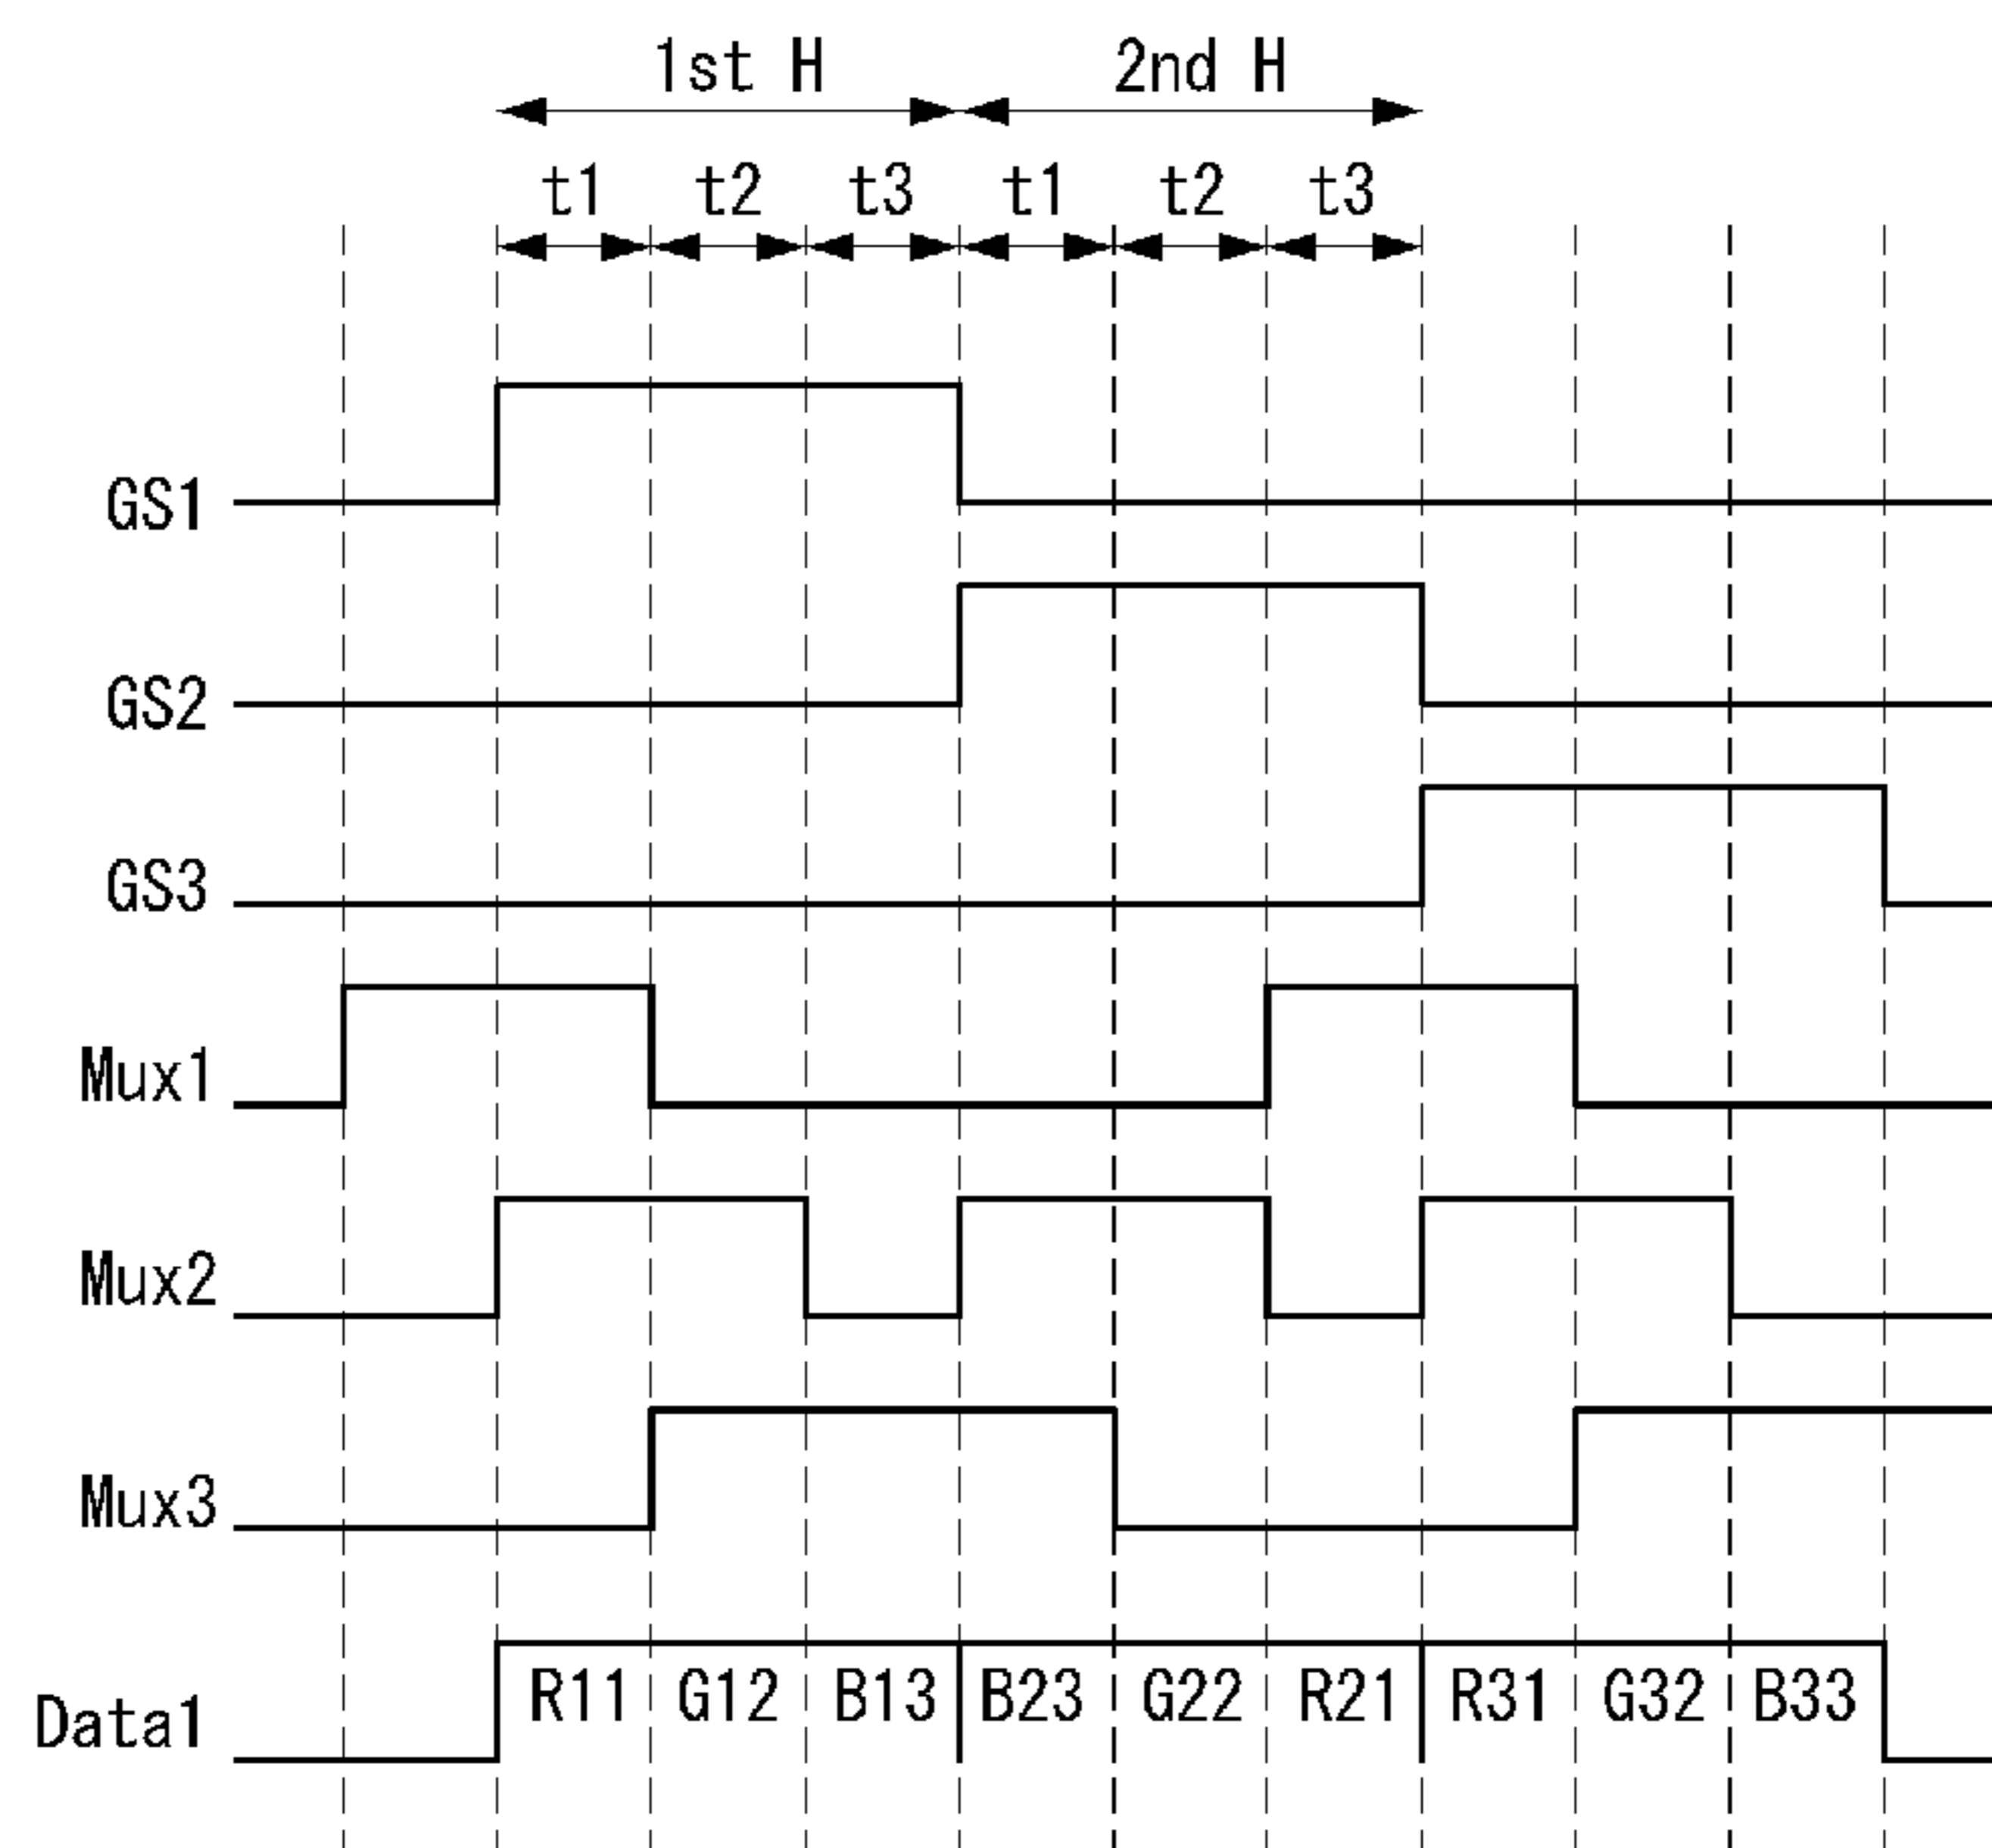 1st H 2nd H
t1 t2 t3 t1 t2 t3
GS1
GS2
GS3
Mux1
Mux2
Mux3
Data1 R11 G12 B13 B23 G22 R21 R31 G32 B33